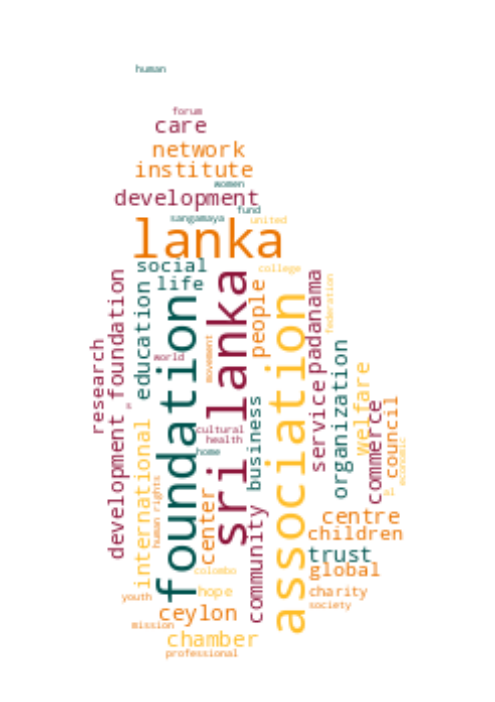 human
forum
care
network
institute
women
development
fund
sangamaya
united
lanka
social
college
life
people
federation
education
development foundation
research
foundation
sri lanka
association
padanama
movement
world
organization
welfare
service
business
commerce
council
economic
cultural
health
home
international
human rights
center
community
centre
children
trust
global
colombo
hope
charity
youth
society
ceylon
mission
chamber
professional